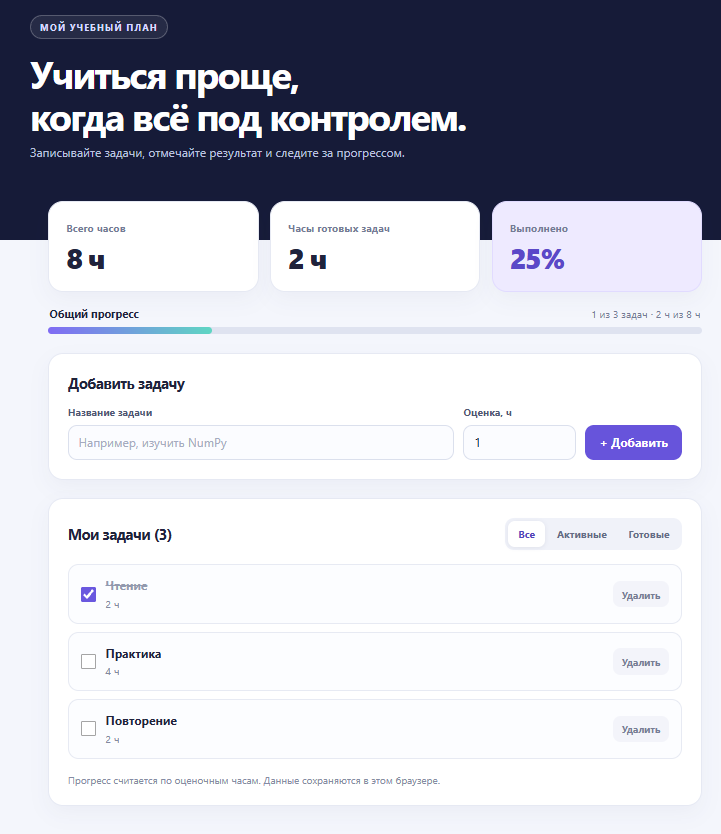 МОЙ УЧЕБНЫЙ ПЛАН
Учиться проще,
когда всё под контролем.
Записывайте задачи, отмечайте результат и следите за прогрессом.
Всего часов
8 ч
Часы готовых задач
2 ч
Выполнено
25%
Общий прогресс
1 из 3 задач · 2 ч из 8 ч
Добавить задачу
Название задачи
Оценка, ч
Например, изучить NumPy
1
+ Добавить
Мои задачи (3)
Все
Активные
Готовые
Чтение
2 ч
Удалить
Практика
4 ч
Удалить
Повторение
2 ч
Удалить
Прогресс считается по оценочным часам. Данные сохраняются в этом браузере.